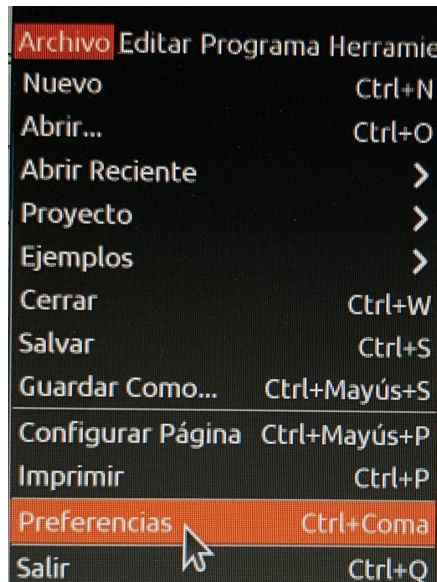 Archivo Editar Programa Herramie
Nuevo Ctrl+N
Abrir... Ctrl+O
Abrir Reciente
Proyecto
Ejemplos
Cerrar Ctrl+W
Salvar Ctrl+S
Guardar Como... Ctrl+Mayús+S
Configurar Página Ctrl+Mayús+P
Imprimir Ctrl+P
Preferencias Ctrl+Coma
Salir Ctrl+Q